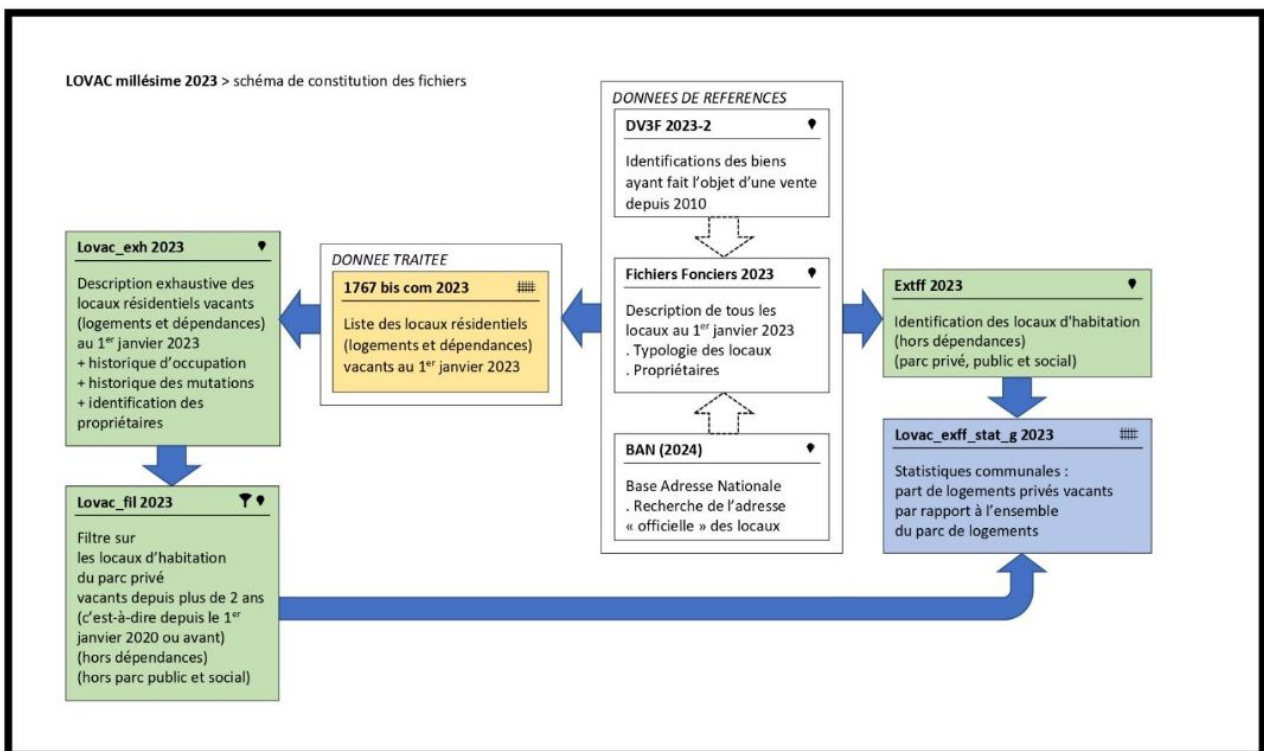 LOVAC millésime 2023 > schéma de constitution des fichiers
DONNEES DE REFERENCES
DV3F 2023-2
Identifications des biens
ayant fait l'objet d'une vente
depuis 2010
Lovac_exh 2023
Description exhaustive des
locaux résidentiels vacants
(logements et dépendances)
au 1er janvier 2023
+ historique d'occupation
+ historique des mutations
+ identification des
propriétaires
DONNEE TRAITEE
1767 bis com 2023
Liste des locaux résidentiels
(logements et dépendances)
vacants au 1er janvier 2023
Fichiers Fonciers 2023
Description de tous les
locaux au 1er janvier 2023
. Typologie des locaux
. Propriétaires
Extff 2023
Identification des locaux d'habitation
(hors dépendances)
(parc privé, public et social)
BAN (2024)
Base Adresse Nationale
. Recherche de l'adresse
« officielle » des locaux
Lovac_exff_stat_g 2023
Statistiques communales :
part de logements privés vacants
par rapport à l'ensemble
du parc de logements
Lovac_fil 2023
Filtre sur
les locaux d'habitation
du parc privé
vacants depuis plus de 2 ans
(c'est-à-dire depuis le 1er
janvier 2020 ou avant)
(hors dépendances)
(hors parc public et social)